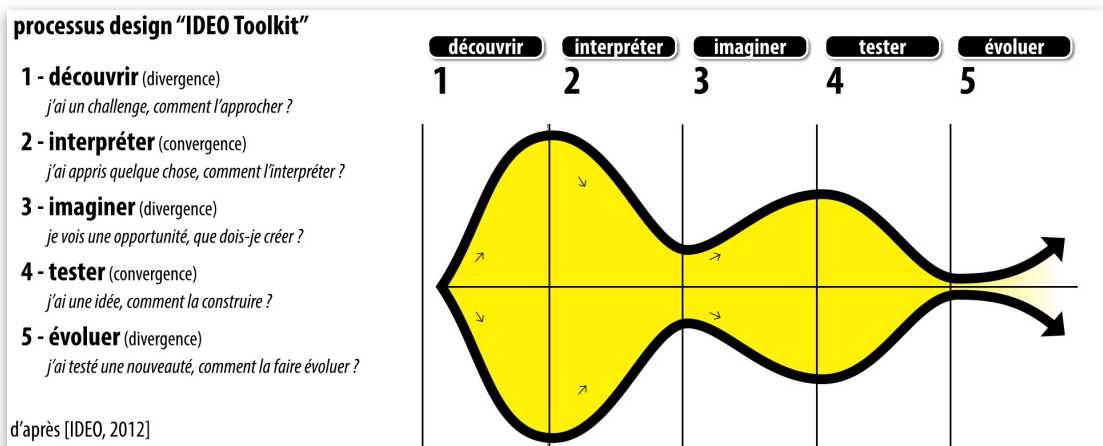 processus design “IDEO Toolkit”
1 - découvrir (divergence)
j’ai un challenge, comment l’approcher ?
2 - interpréter (convergence)
j’ai appris quelque chose, comment l’interpréter ?
3 - imaginer (divergence)
je vois une opportunité, que dois-je créer ?
4 - tester (convergence)
j’ai une idée, comment la construire ?
5 - évoluer (divergence)
j’ai testé une nouveauté, comment la faire évoluer ?
d’après [IDEO, 2012]
découvrir interpréter imaginer tester évoluer
1 2 3 4 5